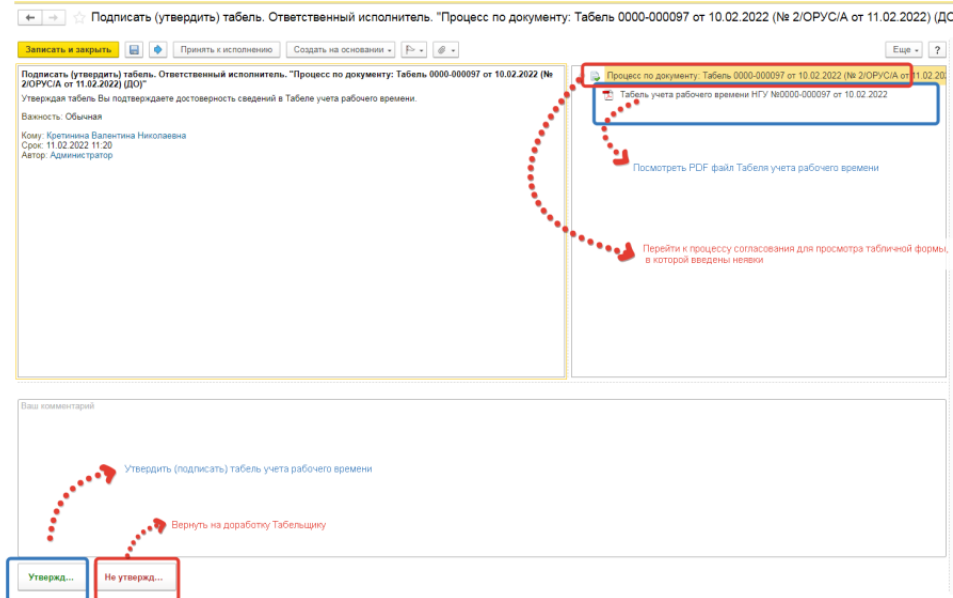 Подписать (утвердить) табель. Ответственный исполнитель. "Процесс по документу: Табель 0000-000097 от 10.02.2022 (№ 2/ОРУС/А от 11.02.2022) (ДО
Записать и закрыть Принять к исполнению Создать на основании Еще ?
Подписать (утвердить) табель. Ответственный исполнитель. "Процесс по документу: Табель 0000-000097 от 10.02.2022 (№
2/ОРУС/А от 11.02.2022) (ДО)"
Утверждая табель Вы подтверждаете достоверность сведений в Табеле учета рабочего времени.
Важность: Обычная
Кому: Кретинина Валентина Николаевна
Срок: 11.02.2022 11:20
Автор: Администратор
Процесс по документу: Табель 0000-000097 от 10.02.2022 (№ 2/ОРУС/А от 11.02.202
Табель учета рабочего времени НГУ №0000-000097 от 10.02.2022
Посмотреть PDF файл Табеля учета рабочего времени
Перейти к процессу согласования для просмотра табличной формы,
в которой введены неявки
Ваш комментарий
Утвердить (подписать) табель учета рабочего времени
Вернуть на доработку Табельщику
Утвержд... Не утвержд...